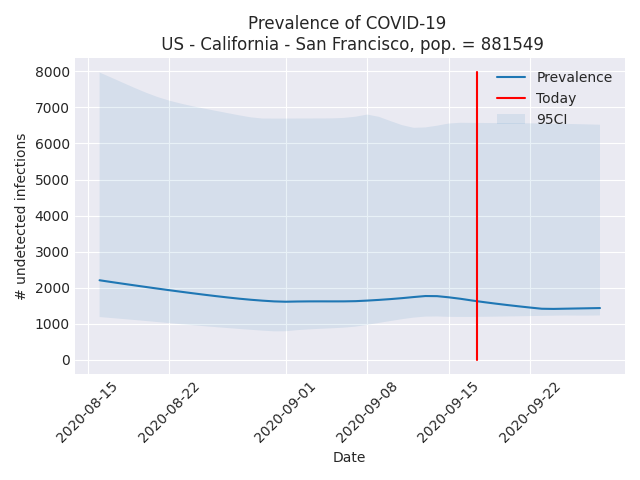 Prevalence of COVID-19
US - California - San Francisco, pop. = 881549
Prevalence
Today
95CI
# undetected infections
8000
7000
6000
5000
4000
3000
2000
1000
0
2020-08-15
2020-08-22
2020-09-01
2020-09-08
2020-09-15
2020-09-22
Date